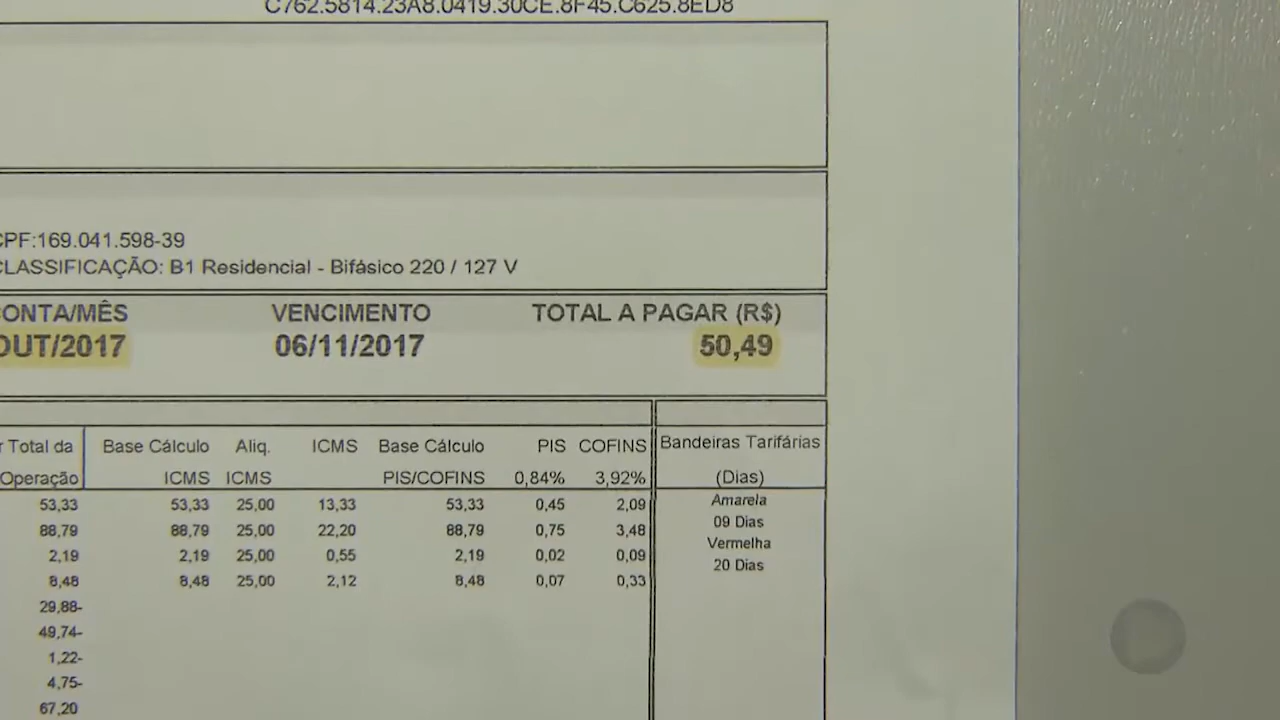 C762.5814.23A8.0419.30CE.8F45.C625.8ED8
CPF:169.041.598-39
CLASSIFICAÇÃO: B1 Residencial - Bifásico 220 / 127 V
CONTA/MÊS VENCIMENTO TOTAL A PAGAR (R$)
OUT/2017 06/11/2017 50,49
r Total da Base Cálculo Aliq. ICMS Base Cálculo PIS COFINS Bandeiras Tarifárias
Operação ICMS ICMS PIS/COFINS 0,84% 3,92% (Dias)
53,33 53,33 25,00 13,33 53,33 0,45 2,09 Amarela
88,79 88,79 25,00 22,20 88,79 0,75 3,48 09 Dias
2,19 2,19 25,00 0,55 2,19 0,02 0,09 Vermelha
8,48 8,48 25,00 2,12 8,48 0,07 0,33 20 Dias
29,88-
49,74-
1,22-
4,75-
67,20